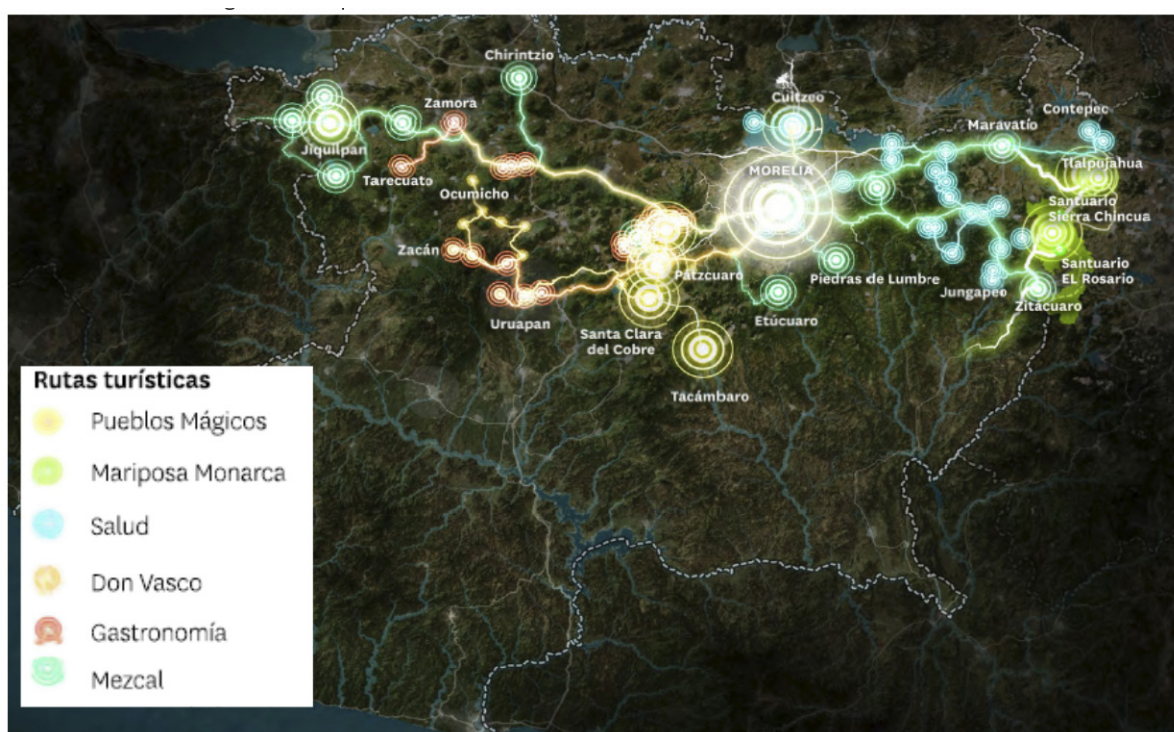 Chirintzio
Zamora
Cuitzeo
Contepec
Maravatío
Jiquilpan
Tarecuato
Ocumicho
MORELIA
Tlalpujahua
Santuario
Sierra Chincua
Zacán
Pátzcuaro
Piedras de Lumbre
Santuario
EL Rosario
Jungapeo
Zitácuaro
Uruapan
Etúcuaro
Santa Clara
del Cobre
Tacámbaro
Rutas turísticas
Pueblos Mágicos
Mariposa Monarca
Salud
Don Vasco
Gastronomía
Mezcal